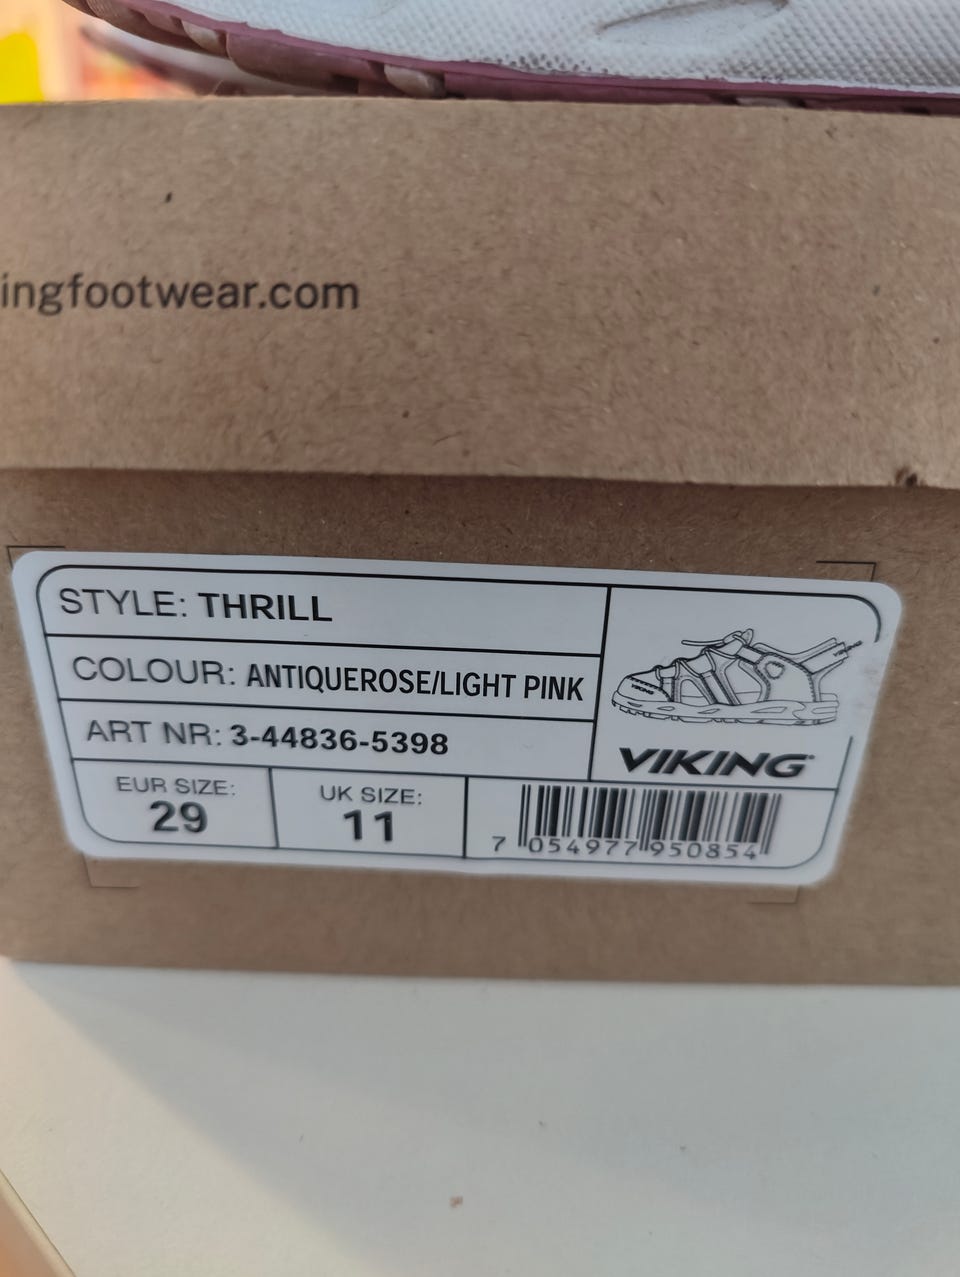 ingfootwear.com
STYLE: THRILL
COLOUR: ANTIQUEROSE/LIGHT PINK
ART NR: 3-44836-5398
EUR SIZE:
29
UK SIZE:
11
VIKING
VIKING
7 054977 950854